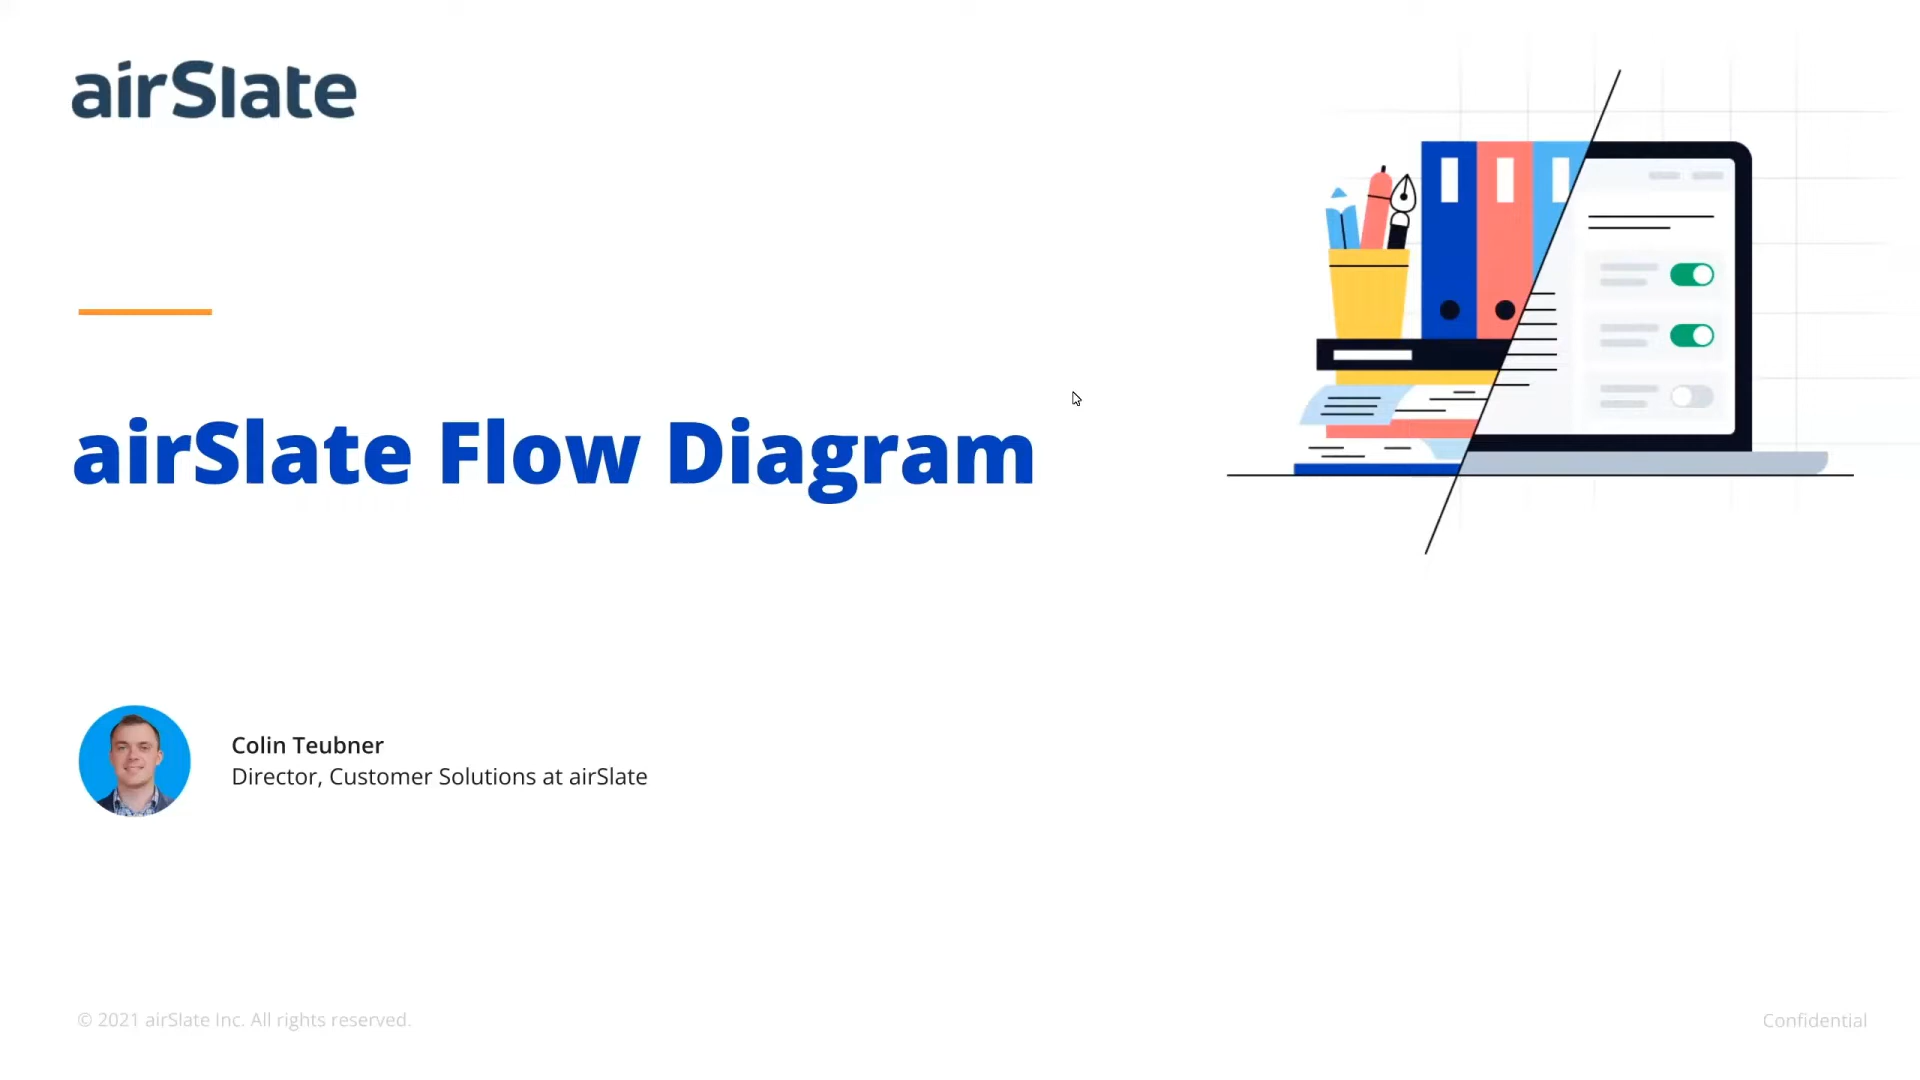 airSlate
airSlate Flow Diagram
Colin Teubner
Director, Customer Solutions at airSlate
© 2021 airSlate Inc. All rights reserved.
Confidential